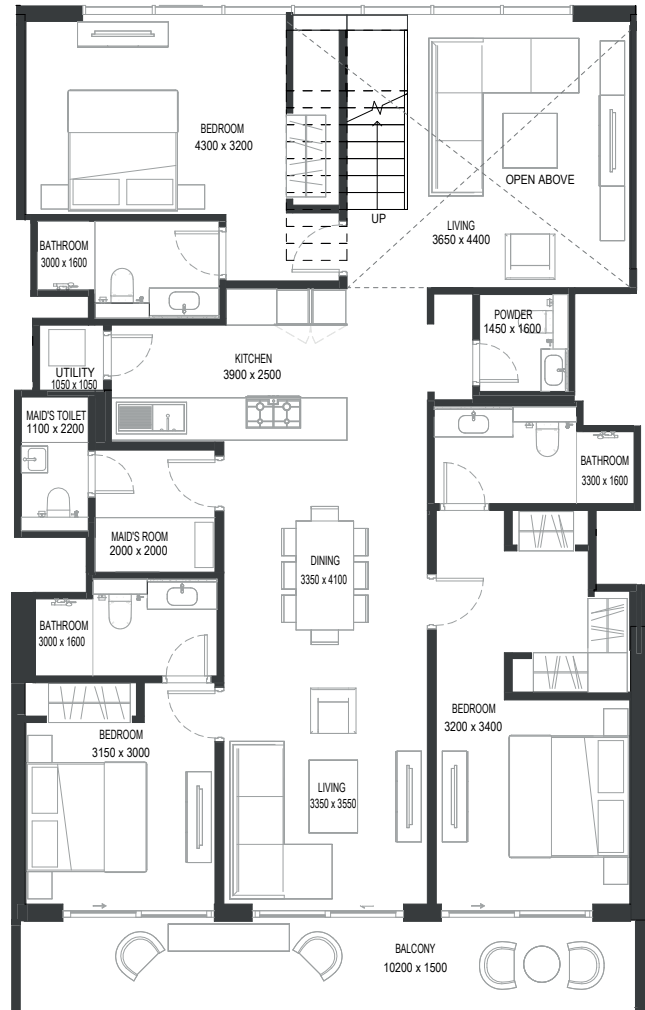 BEDROOM
4300 x 3200
OPEN ABOVE
UP
LIVING
3650 x 4400
BATHROOM
3000 x 1600
POWDER
1450 x 1600
KITCHEN
3900 x 2500
UTILITY
1050 x 1050
MAID'S TOILET
1100 x 2200
BATHROOM
3300 x 1600
MAID'S ROOM
2000 x 2000
DINING
3350 x 4100
BATHROOM
3000 x 1600
BEDROOM
3150 x 3000
BEDROOM
3200 x 3400
LIVING
3350 x 3550
BALCONY
10200 x 1500